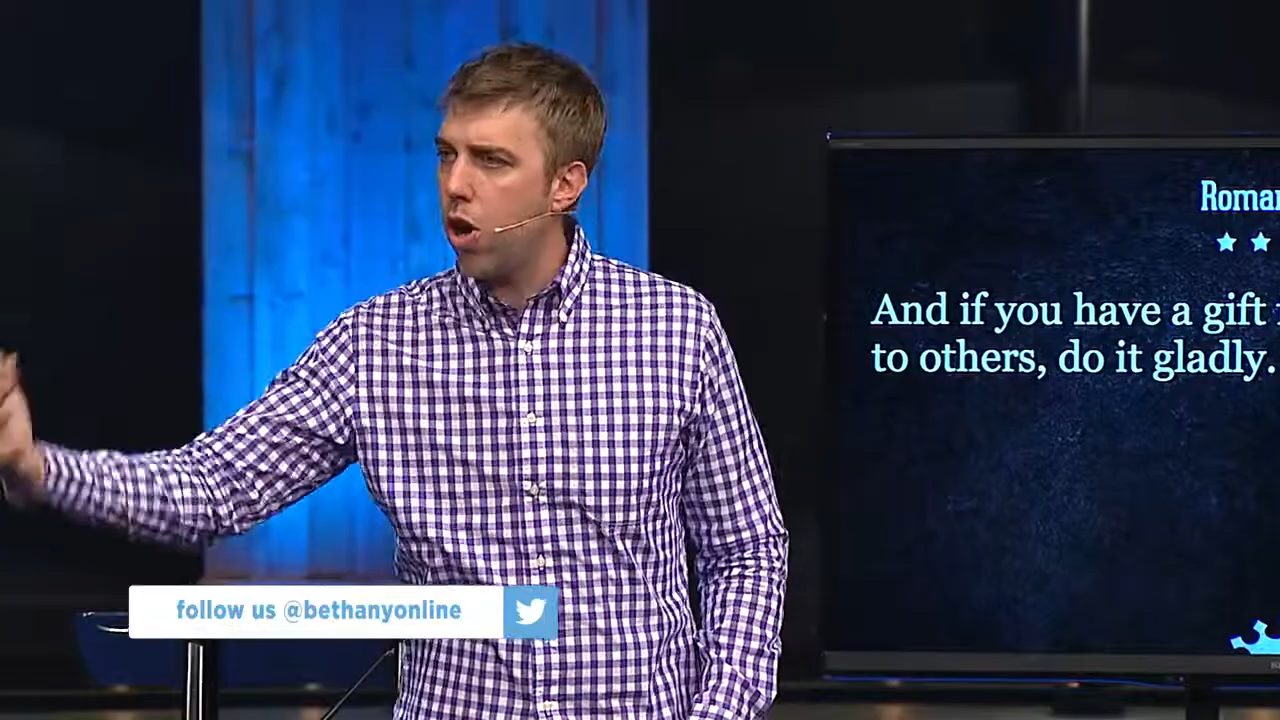 Roman
And if you have a gift
to others, do it gladly.
follow us @bethanyonline